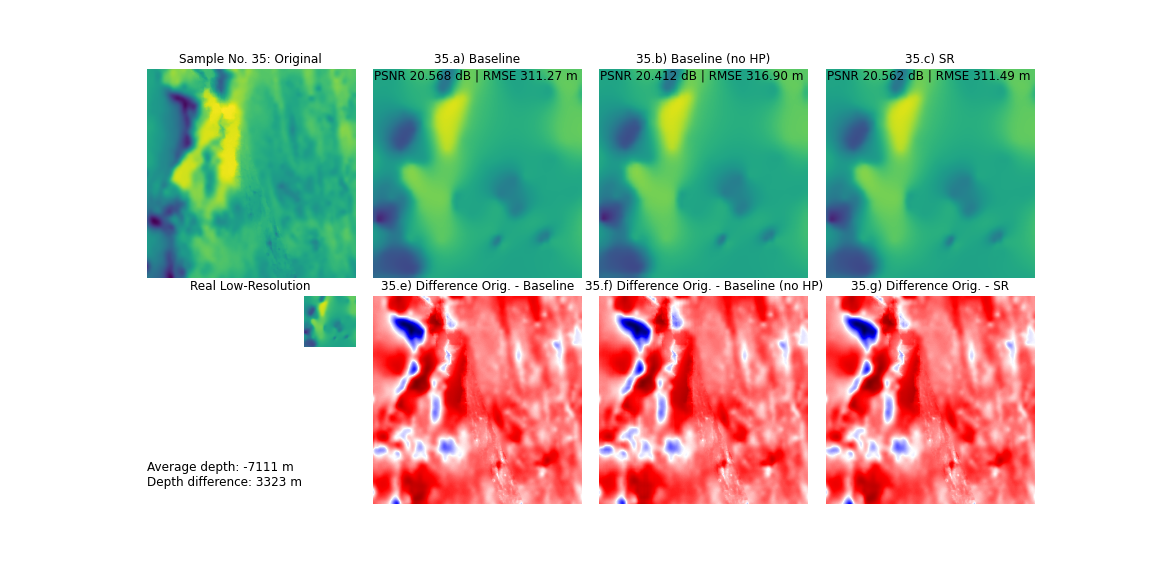 Sample No. 35: Original
35.a) Baseline
35.b) Baseline (no HP)
35.c) SR
PSNR 20.568 dB | RMSE 311.27 m
PSNR 20.412 dB | RMSE 316.90 m
PSNR 20.562 dB | RMSE 311.49 m
Real Low-Resolution
35.e) Difference Orig. - Baseline
35.f) Difference Orig. - Baseline (no HP)
35.g) Difference Orig. - SR
Average depth: -7111 m
Depth difference: 3323 m